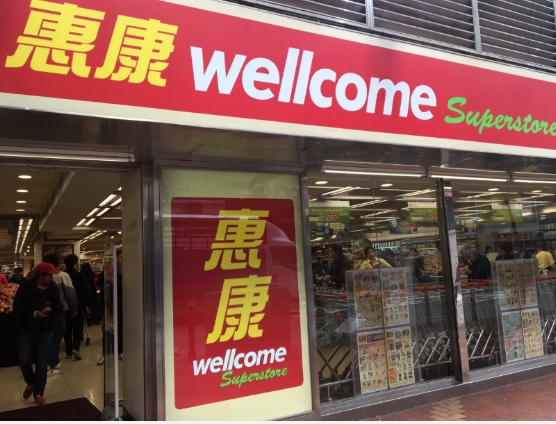 惠康 wellcome Superstore
惠
康
wellcome
Superstore